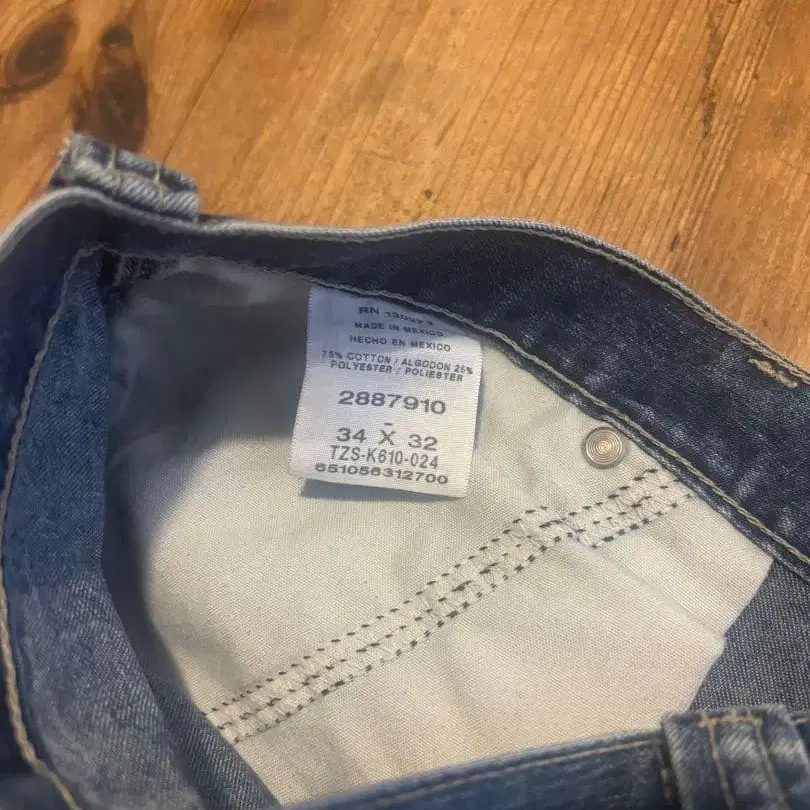 RN
MADE IN MEXICO
HECHO EN MEXICO
75% COTTON / ALGODON 25%
POLYESTER / POLIESTER
2887910
-
34 X 32
TZS-K610-024
651056312700